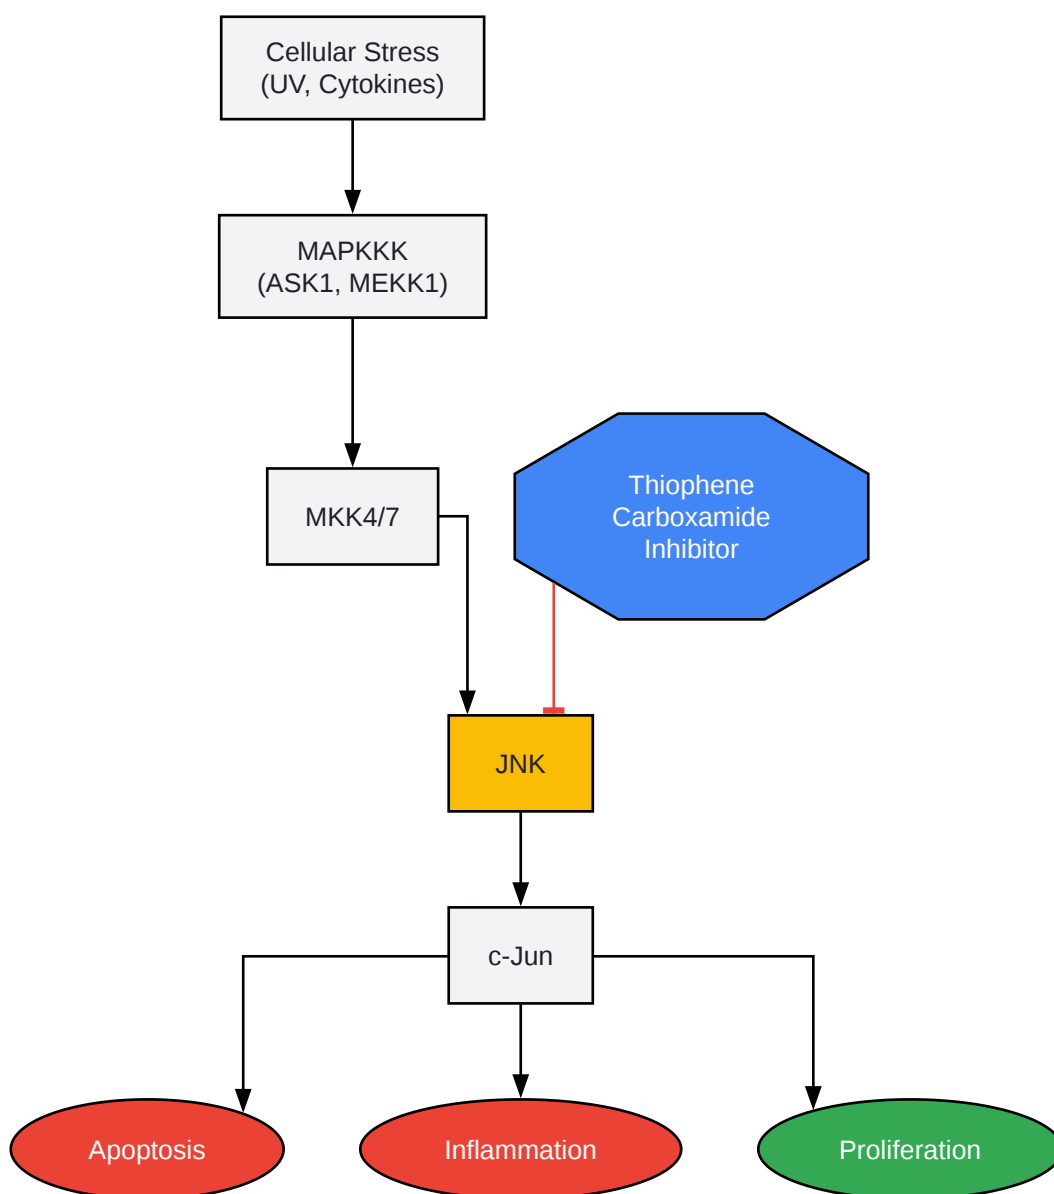 Cellular Stress
(UV, Cytokines)
MAPKKK
(ASK1, MEKK1)
MKK4/7
Thiophene
Carboxamide
Inhibitor
JNK
c-Jun
Apoptosis
Inflammation
Proliferation